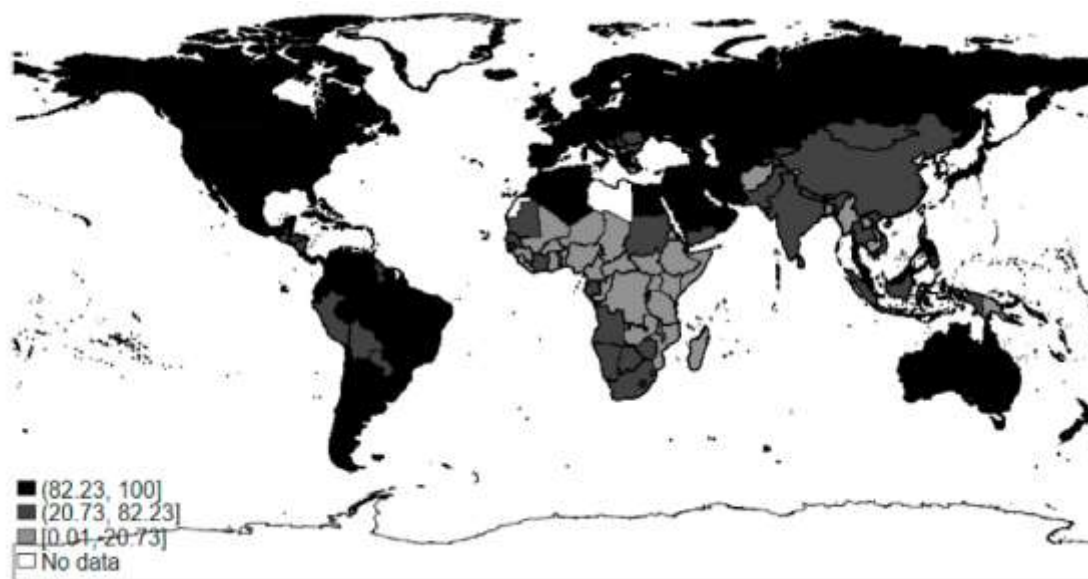 (82.23, 100]
(20.73, 82.23]
[0.01, 20.73]
No data